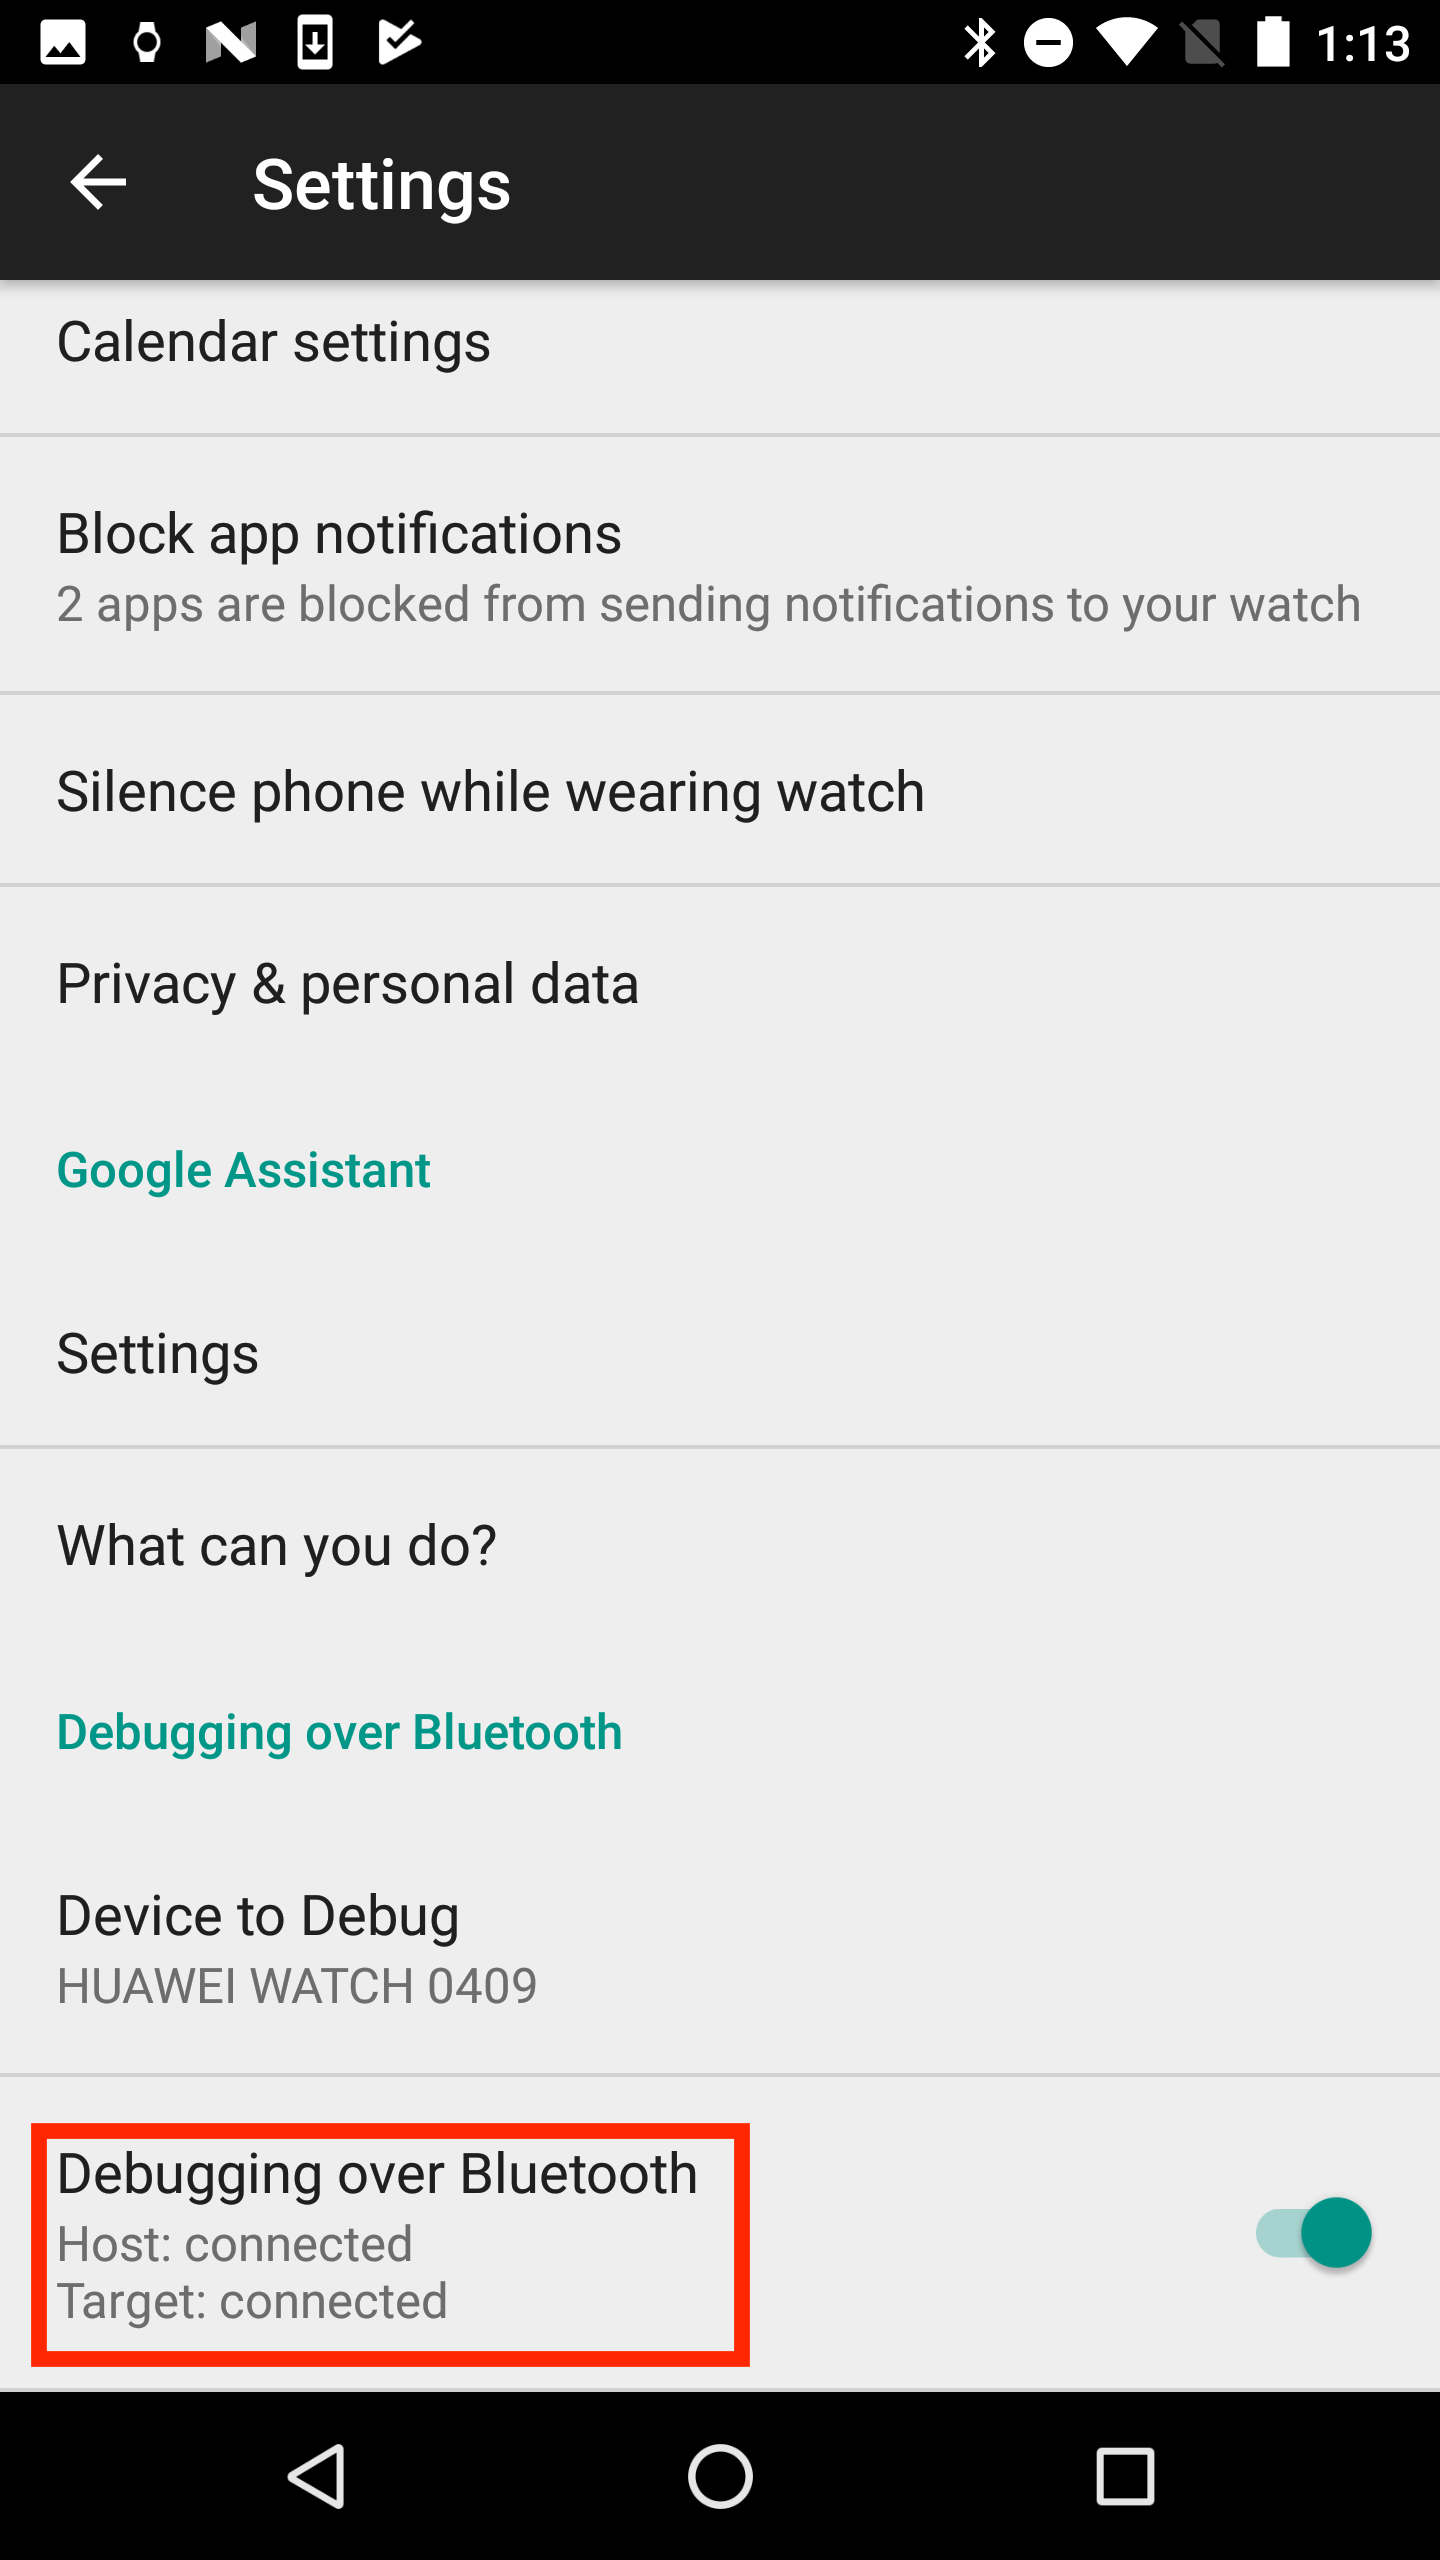 1:13
Settings
Calendar settings
Block app notifications
2 apps are blocked from sending notifications to your watch
Silence phone while wearing watch
Privacy & personal data
Google Assistant
Settings
What can you do?
Debugging over Bluetooth
Device to Debug
HUAWEI WATCH 0409
Debugging over Bluetooth
Host: connected
Target: connected